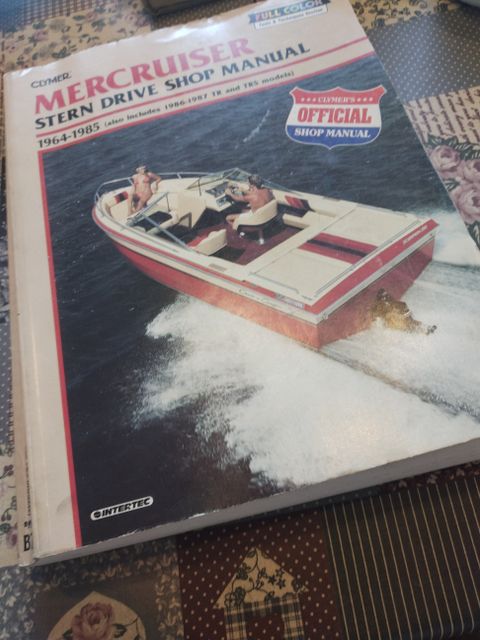 FULL COLOR
CLYMER
MERCRUISER
STERN DRIVE SHOP MANUAL
1964-1985 (also includes 1986-1987 TR and TRS models)
CLYMER'S
OFFICIAL
SHOP MANUAL
INTERTEC